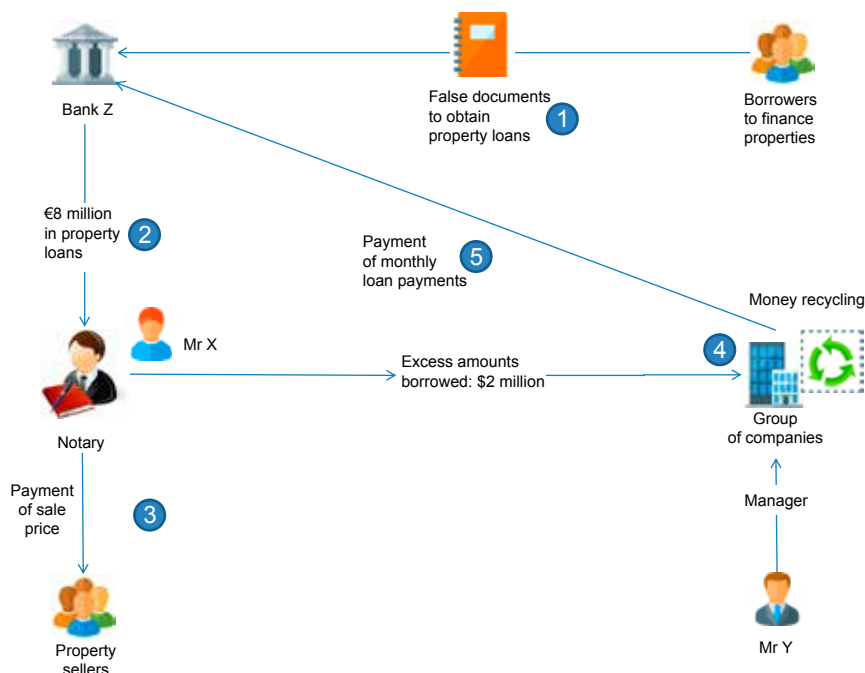 Bank Z
False documents
to obtain
property loans
1
Borrowers
to finance
properties
€8 million
in property
loans
2
Payment
of monthly
loan payments
5
Money recycling
Mr X
4
Excess amounts
borrowed: $2 million
Notary
Group
of companies
Payment
of sale
price
3
Manager
Property
sellers
Mr Y